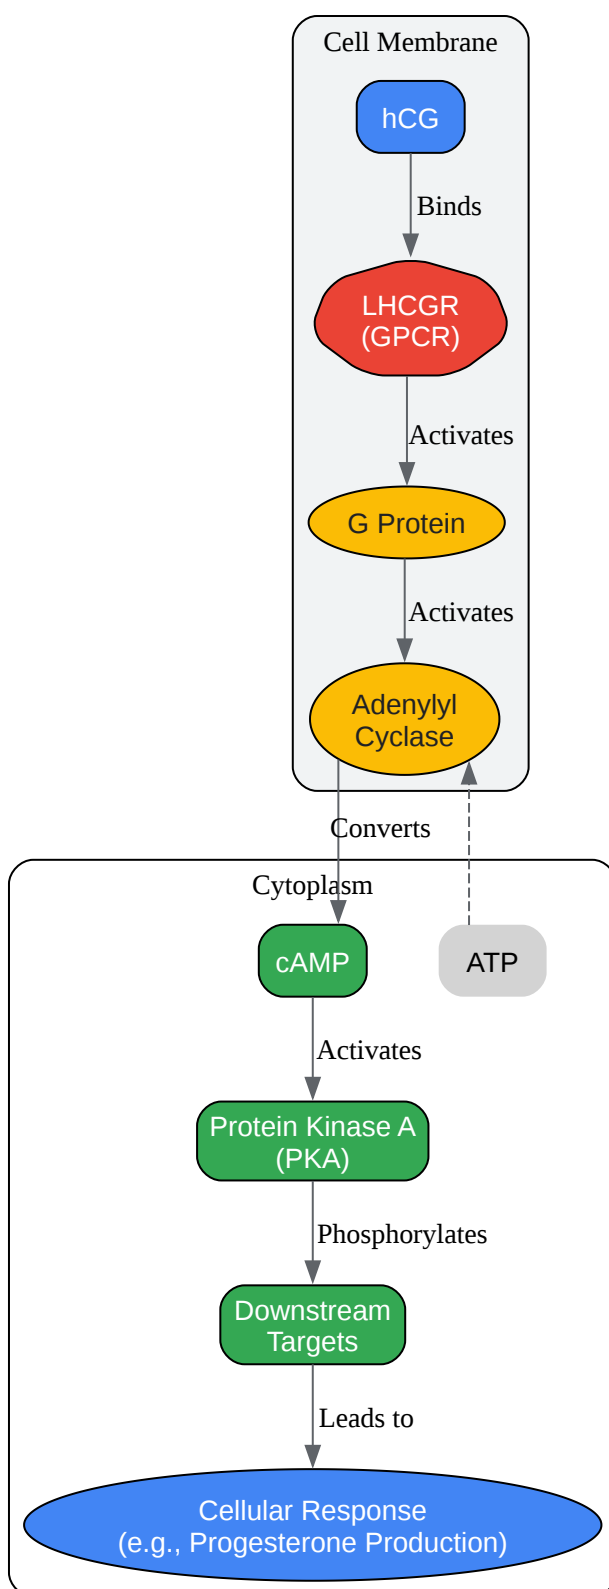 Cell Membrane
hCG
Binds
LHCGR
(GPCR)
Activates
G Protein
Activates
Adenylyl
Cyclase
Converts
Cytoplasm
cAMP
ATP
Activates
Protein Kinase A
(PKA)
Phosphorylates
Downstream
Targets
Leads to
Cellular Response
(e.g., Progesterone Production)